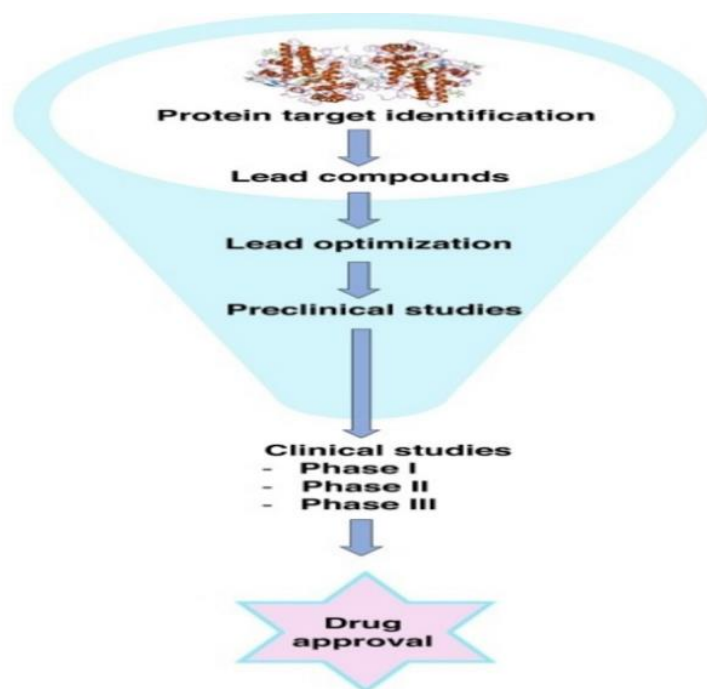 Protein target identification
Lead compounds
Lead optimization
Preclinical studies
Clinical studies
- Phase I
- Phase II
- Phase III
Drug
approval